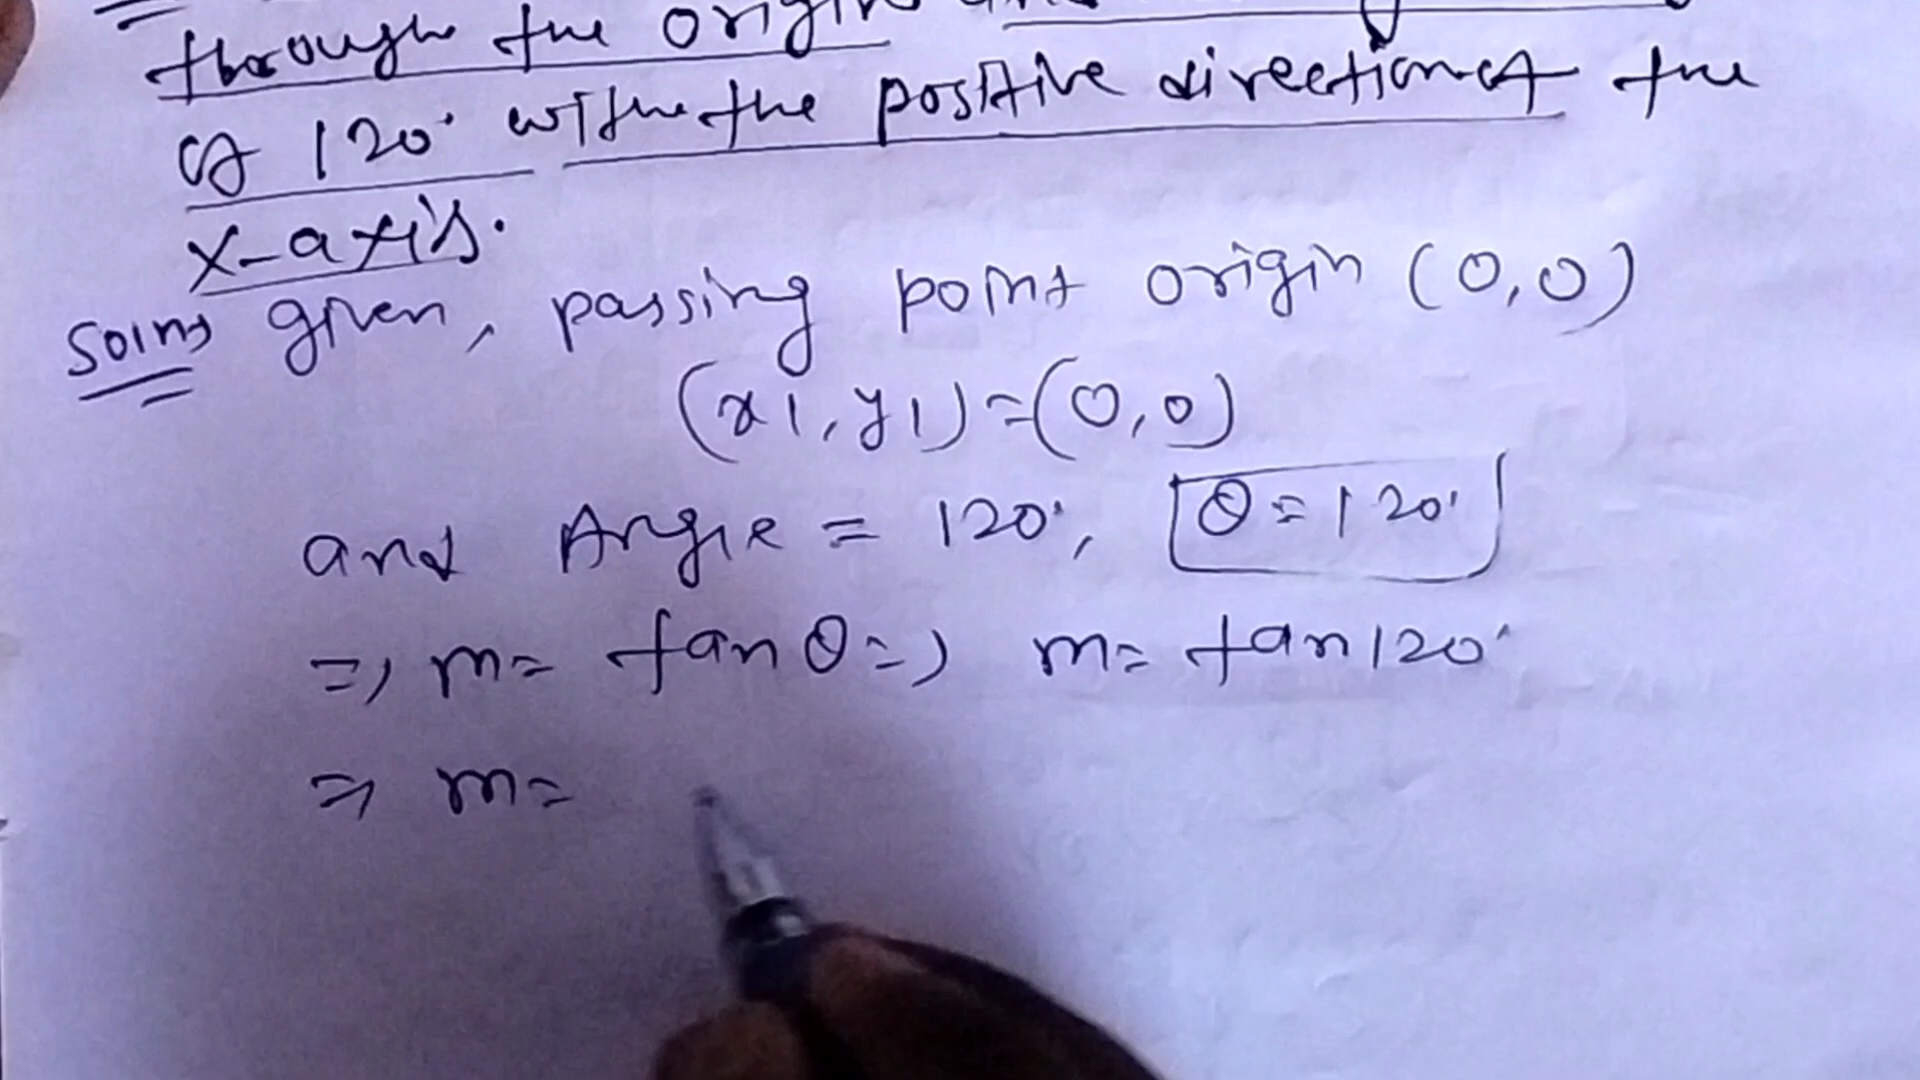 through the origin
of 120° with the positive direction of the
X-axis.
Soln, given, passing point origin (0,0)
(x1, y1) = (0,0)
and Angle = 120°, θ = 120°
⇒ m = tan θ ⇒ m = tan 120°
⇒ m =